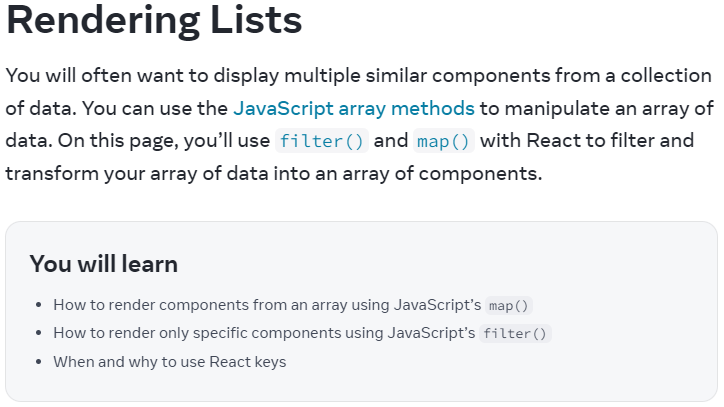 Rendering Lists
You will often want to display multiple similar components from a collection
of data. You can use the JavaScript array methods to manipulate an array of
data. On this page, you’ll use filter() and map() with React to filter and
transform your array of data into an array of components.
You will learn
• How to render components from an array using JavaScript’s map()
• How to render only specific components using JavaScript’s filter()
• When and why to use React keys